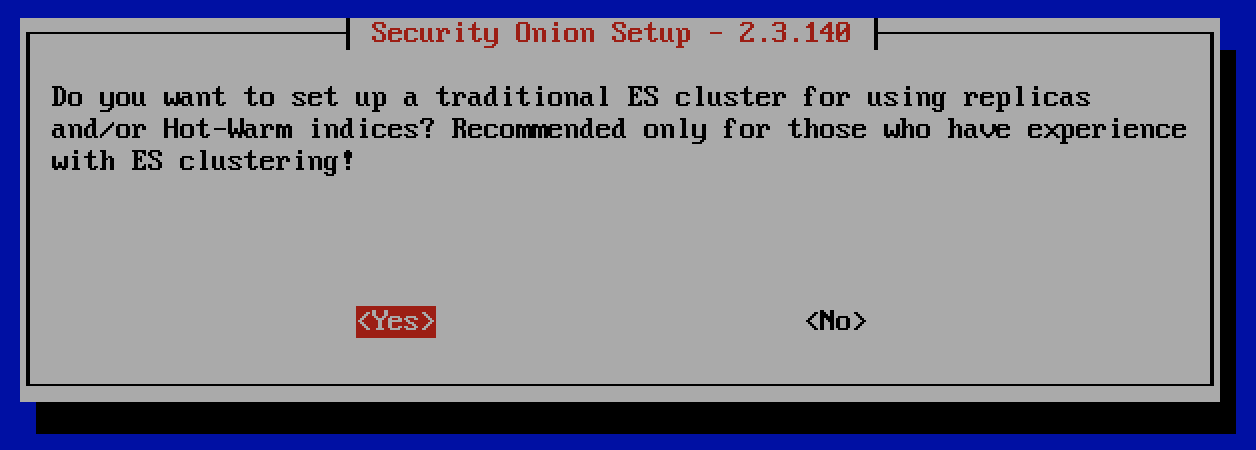 Security Onion Setup - 2.3.140
Do you want to set up a traditional ES cluster for using replicas
and/or Hot-Warm indices? Recommended only for those who have experience
with ES clustering!
<Yes> <No>